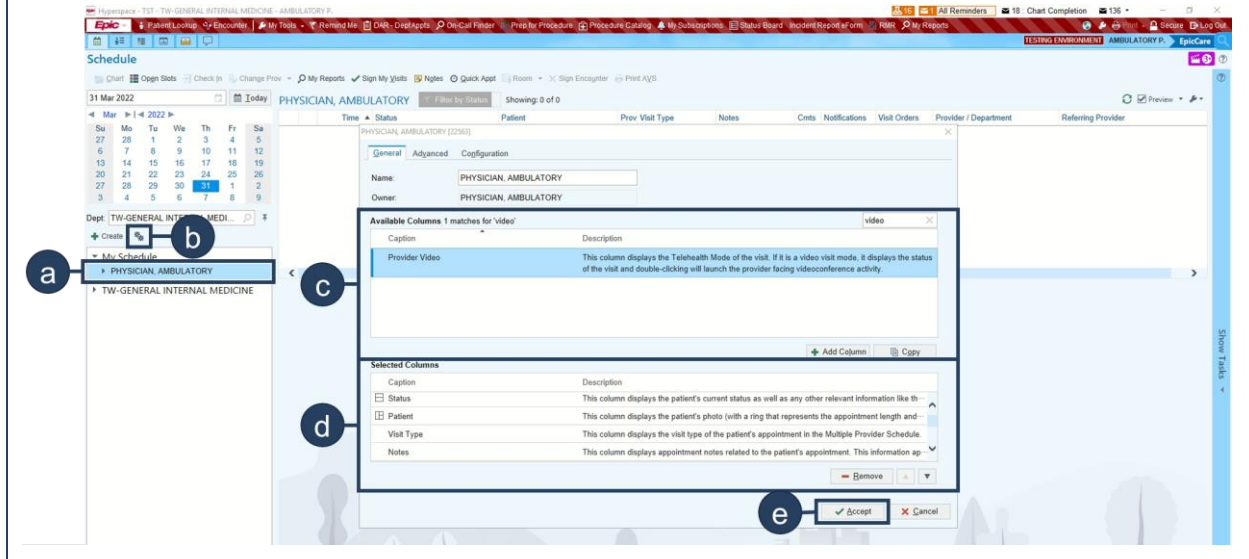 Hyperspace - TST - TW-GENERAL INTERNAL MEDICINE - AMBULATORY P.
16 1 All Reminders 18 : Chart Completion 136
Epic Patient Lookup Encounter My Tools Remind Me DAR - DeptAppts On-Call Finder Prep for Procedure Procedure Catalog My Subscriptions Status Board Incident Report eForm RMR My Reports Print Secure Log Out
TESTING ENVIRONMENT AMBULATORY P. EpicCare
Schedule
Chart Open Slots Check In Change Prov My Reports Sign My Visits Notes Quick Appt Room Sign Encounter Print AVS
31 Mar 2022 Today PHYSICIAN, AMBULATORY Filter by Status Showing: 0 of 0 Preview
Mar 2022
Time Status Patient Prov Visit Type Notes Cmts Notifications Visit Orders Provider / Department Referring Provider
Su Mo Tu We Th Fr Sa
27 28 1 2 3 4 5
6 7 8 9 10 11 12
13 14 15 16 17 18 19
20 21 22 23 24 25 26
27 28 29 30 31 1 2
3 4 5 6 7 8 9
Dept: TW-GENERAL INTERNAL MEDI...
+ Create
b
My Schedule
a
PHYSICIAN, AMBULATORY
TW-GENERAL INTERNAL MEDICINE
PHYSICIAN, AMBULATORY [22563]
General Advanced Configuration
Name: PHYSICIAN, AMBULATORY
Owner: PHYSICIAN, AMBULATORY
Available Columns 1 matches for 'video' video
Caption Description
Provider Video This column displays the Telehealth Mode of the visit. If it is a video visit mode, it displays the status
of the visit and double-clicking will launch the provider facing videoconference activity.
c
Add Column Copy
Selected Columns
Caption Description
Status This column displays the patient's current status as well as any other relevant information like th...
Patient This column displays the patient's photo (with a ring that represents the appointment length and...
d
Visit Type This column displays the visit type of the patient's appointment in the Multiple Provider Schedule.
Notes This column displays appointment notes related to the patient's appointment. This information ap...
Remove
e
Accept Cancel
Show Tasks